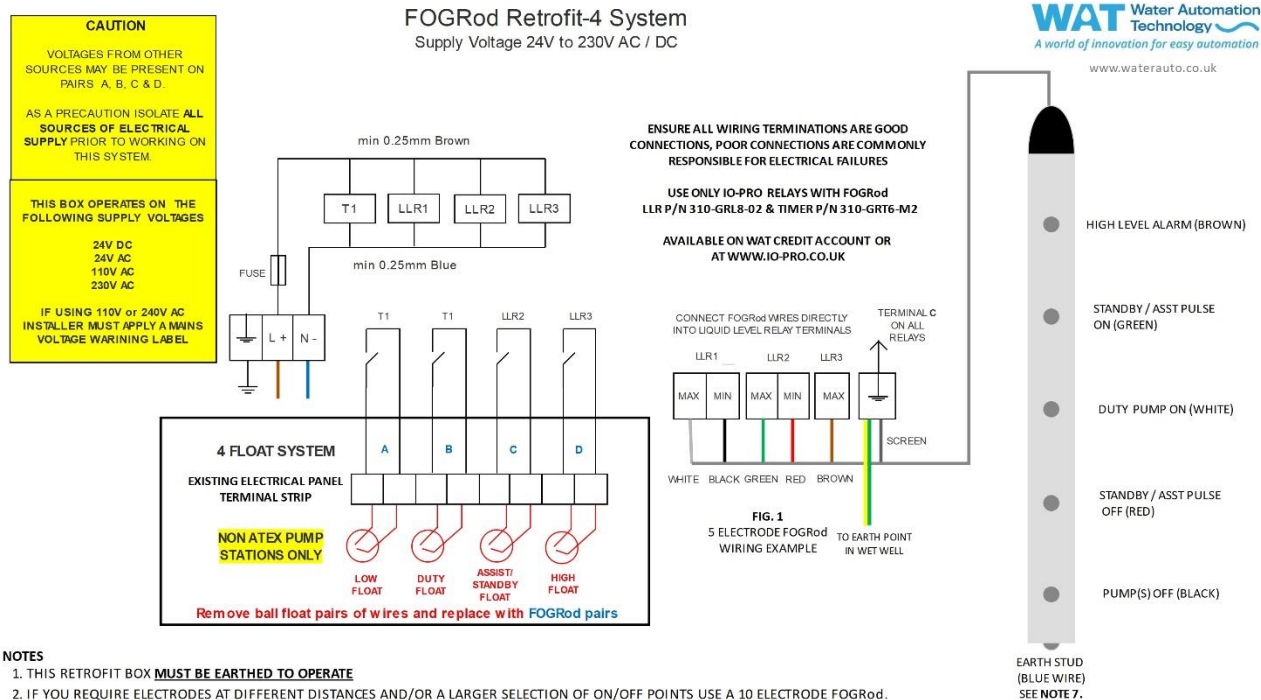 FOGRod Retrofit-4 System
Supply Voltage 24V to 230V AC / DC
WAT Water Automation
Technology
A world of innovation for easy automation
www.waterauto.co.uk
CAUTION
VOLTAGES FROM OTHER
SOURCES MAY BE PRESENT ON
PAIRS A, B, C & D.
AS A PRECAUTION ISOLATE ALL
SOURCES OF ELECTRICAL
SUPPLY PRIOR TO WORKING ON
THIS SYSTEM.
THIS BOX OPERATES ON THE
FOLLOWING SUPPLY VOLTAGES
24V DC
24V AC
110V AC
230V AC
IF USING 110V or 240V AC
INSTALLER MUST APPLY A MAINS
VOLTAGE WARINING LABEL
min 0.25mm Brown
T1
LLR1
LLR2
LLR3
min 0.25mm Blue
FUSE
L +
N -
T1
T1
LLR2
LLR3
4 FLOAT SYSTEM
A
B
C
D
EXISTING ELECTRICAL PANEL
TERMINAL STRIP
NON ATEX PUMP
STATIONS ONLY
LOW
FLOAT
DUTY
FLOAT
ASSIST/
STANDBY
FLOAT
HIGH
FLOAT
Remove ball float pairs of wires and replace with FOGRod pairs
ENSURE ALL WIRING TERMINATIONS ARE GOOD
CONNECTIONS, POOR CONNECTIONS ARE COMMONLY
RESPONSIBLE FOR ELECTRICAL FAILURES
USE ONLY IO-PRO RELAYS WITH FOGRod
LLR P/N 310-GRL8-02 & TIMER P/N 310-GRT6-M2
AVAILABLE ON WAT CREDIT ACCOUNT OR
AT WWW.IO-PRO.CO.UK
CONNECT FOGRod WIRES DIRECTLY
INTO LIQUID LEVEL RELAY TERMINALS
TERMINAL C
ON ALL
RELAYS
LLR1
LLR2
LLR3
MAX
MIN
MAX
MIN
MAX
SCREEN
WHITE
BLACK
GREEN
RED
BROWN
FIG. 1
5 ELECTRODE FOGRod
WIRING EXAMPLE
TO EARTH POINT
IN WET WELL
HIGH LEVEL ALARM (BROWN)
STANDBY / ASST PULSE
ON (GREEN)
DUTY PUMP ON (WHITE)
STANDBY / ASST PULSE
OFF (RED)
PUMP(S) OFF (BLACK)
EARTH STUD
(BLUE WIRE)
SEE NOTE 7.
NOTES
1. THIS RETROFIT BOX MUST BE EARTHED TO OPERATE
2. IF YOU REQUIRE ELECTRODES AT DIFFERENT DISTANCES AND/OR A LARGER SELECTION OF ON/OFF POINTS USE A 10 ELECTRODE FOGRod.